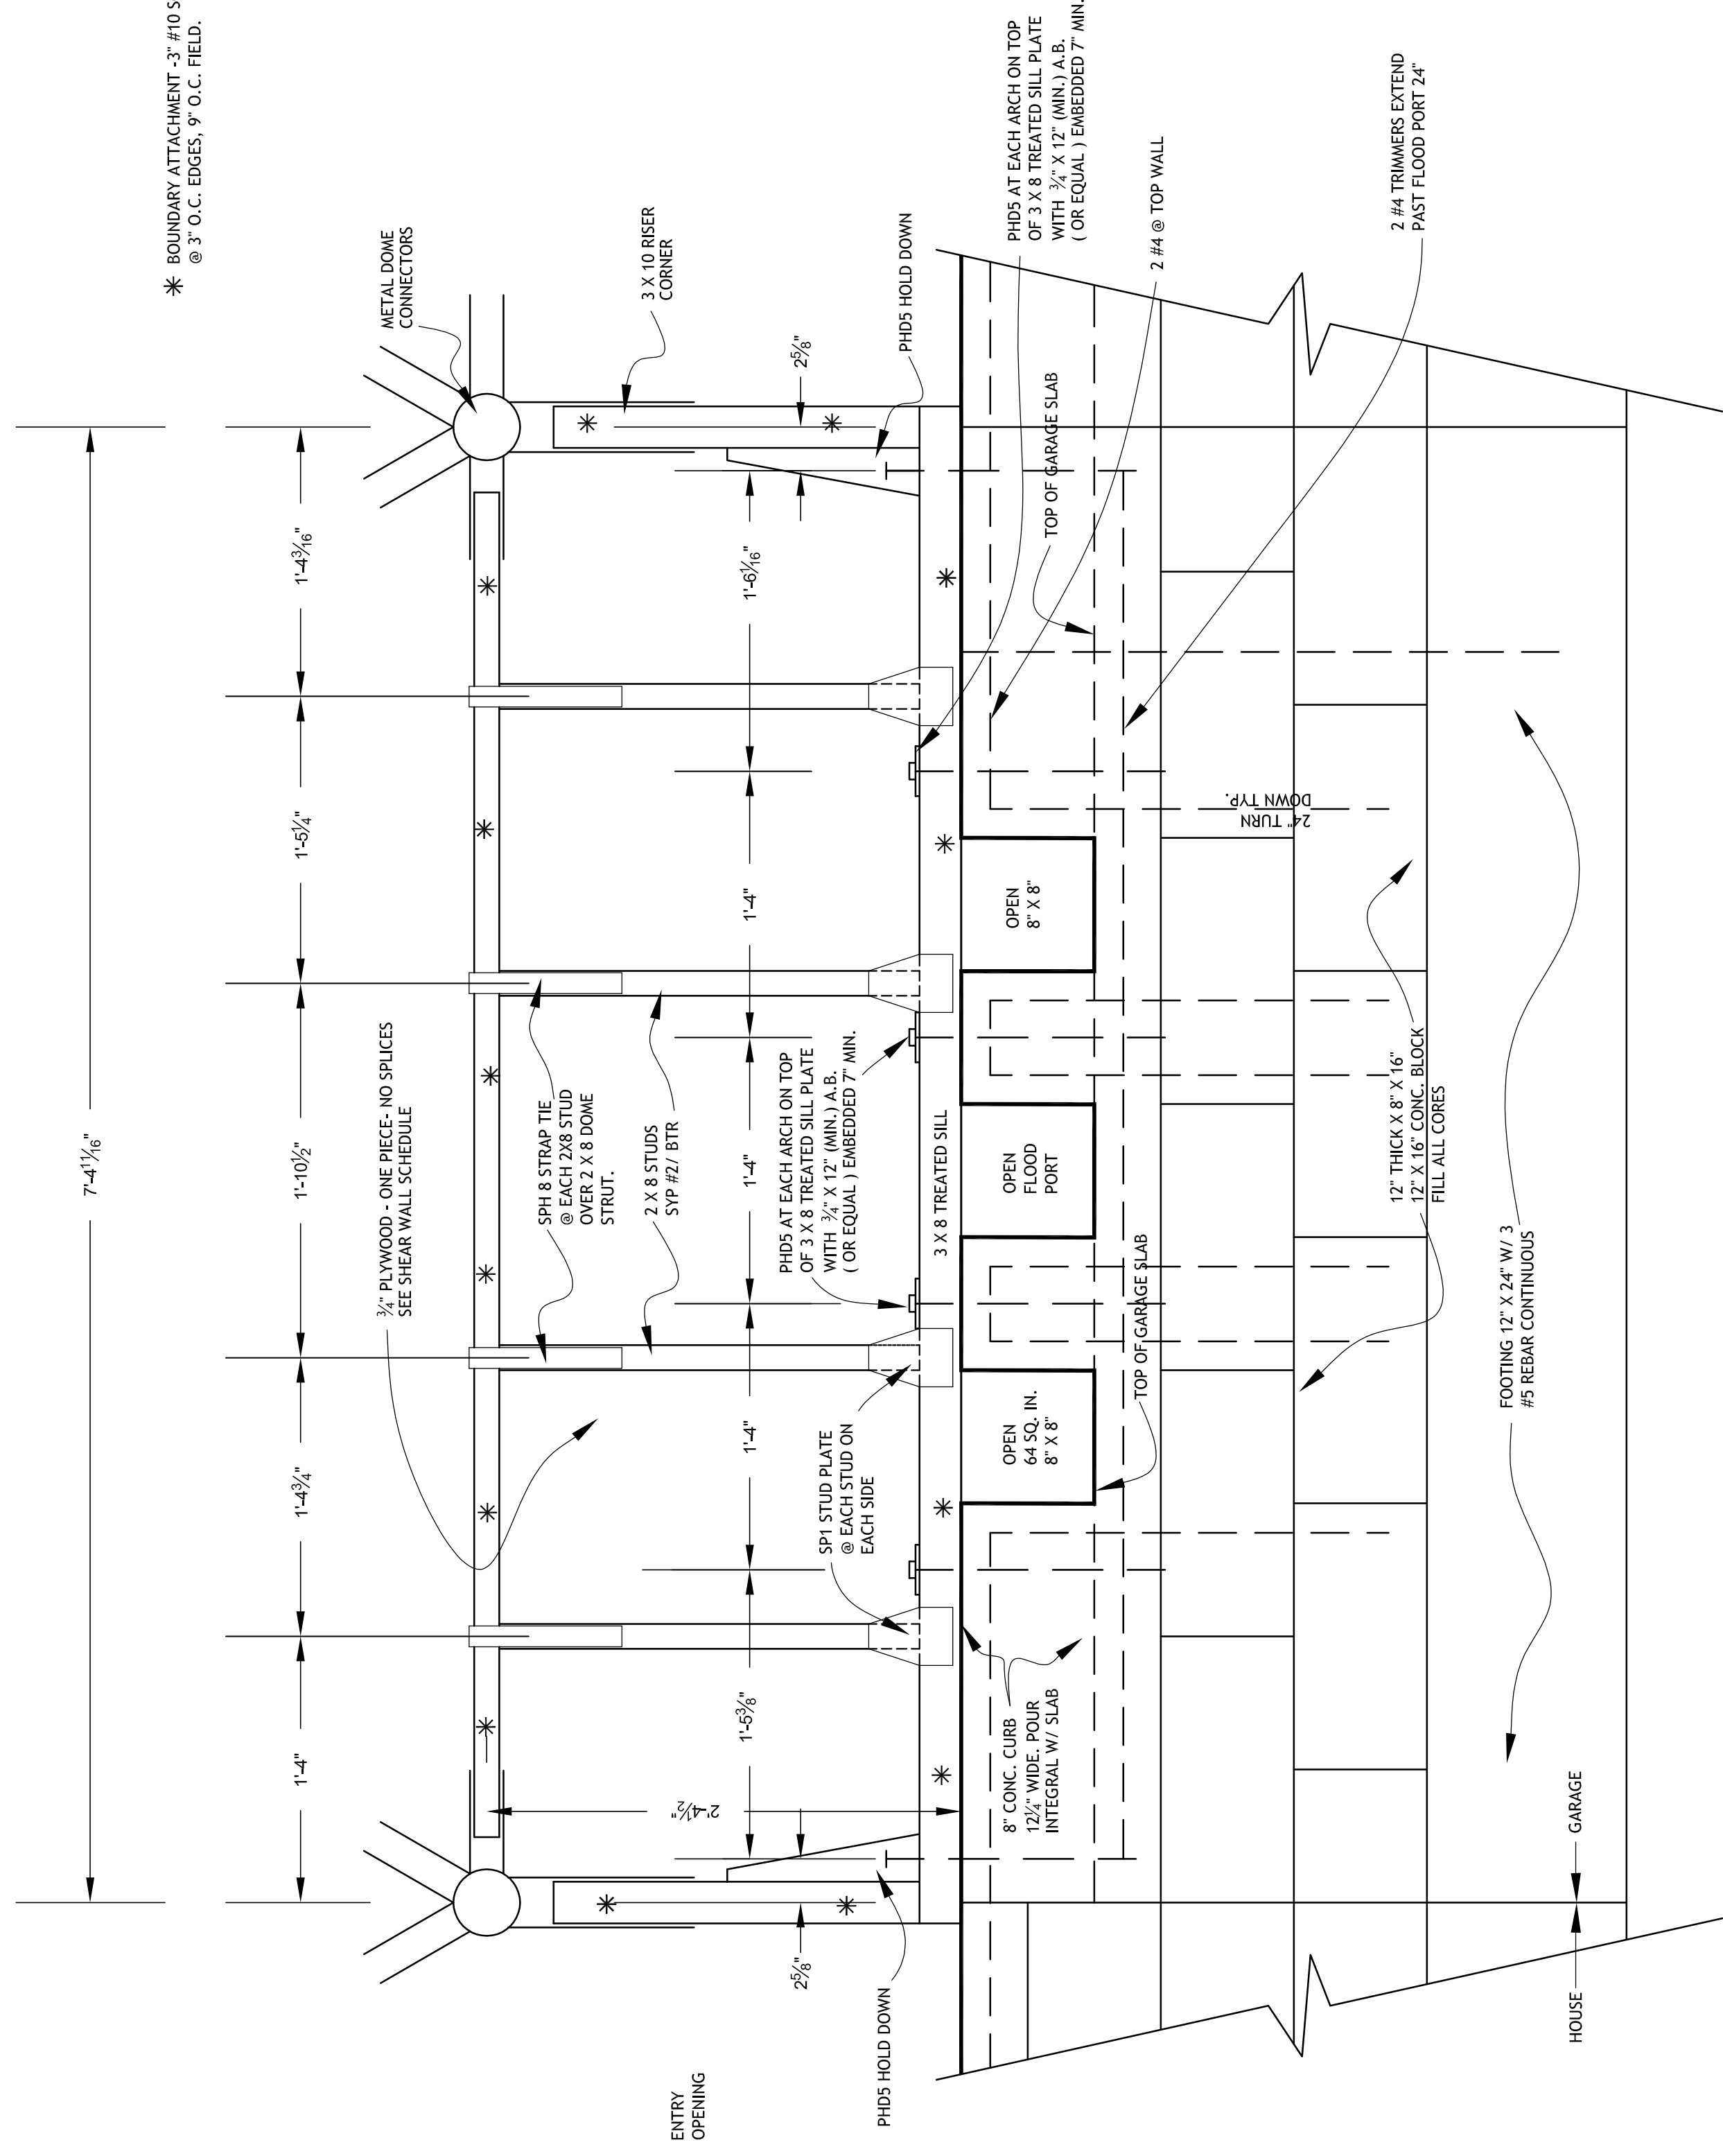 ✳ BOUNDARY ATTACHMENT -3" #10 S
@ 3" O.C. EDGES, 9" O.C. FIELD.
7'-4 11/16"
1'-4"
1'-4 3/4"
1'-10 1/2"
1'-5 1/4"
1'-4 3/16"
METAL DOME
CONNECTORS
3/4" PLYWOOD - ONE PIECE- NO SPLICES
SEE SHEAR WALL SCHEDULE
SPH 8 STRAP TIE
@ EACH 2X8 STUD
OVER 2 X 8 DOME
STRUT.
2 X 8 STUDS
SYP #2/ BTR
3 X 10 RISER
CORNER
ENTRY
OPENING
2'-4 1/2"
1'-5 3/8"
1'-4"
1'-4"
1'-4"
1'-6 1/16"
2 5/8"
2 5/8"
PHD5 AT EACH ARCH ON TOP
OF 3 X 8 TREATED SILL PLATE
WITH 3/4" X 12" (MIN.) A.B.
( OR EQUAL ) EMBEDDED 7" MIN.
SP1 STUD PLATE
@ EACH STUD ON
EACH SIDE
PHD5 HOLD DOWN
PHD5 HOLD DOWN
3 X 8 TREATED SILL
PHD5 AT EACH ARCH ON TOP
OF 3 X 8 TREATED SILL PLATE
WITH 3/4" X 12" (MIN.) A.B.
( OR EQUAL ) EMBEDDED 7" MIN.
8" CONC. CURB
12 1/4" WIDE. POUR
INTEGRAL W/ SLAB
OPEN
64 SQ. IN.
8" X 8"
OPEN
FLOOD
PORT
OPEN
8" X 8"
TOP OF GARAGE SLAB
2 #4 @ TOP WALL
TOP OF GARAGE SLAB
24" TURN
DOWN TYP.
2 #4 TRIMMERS EXTEND
PAST FLOOD PORT 24"
12" THICK X 8" X 16"
12" X 16" CONC. BLOCK
FILL ALL CORES
FOOTING 12" X 24" W/ 3
#5 REBAR CONTINUOUS
HOUSE
GARAGE